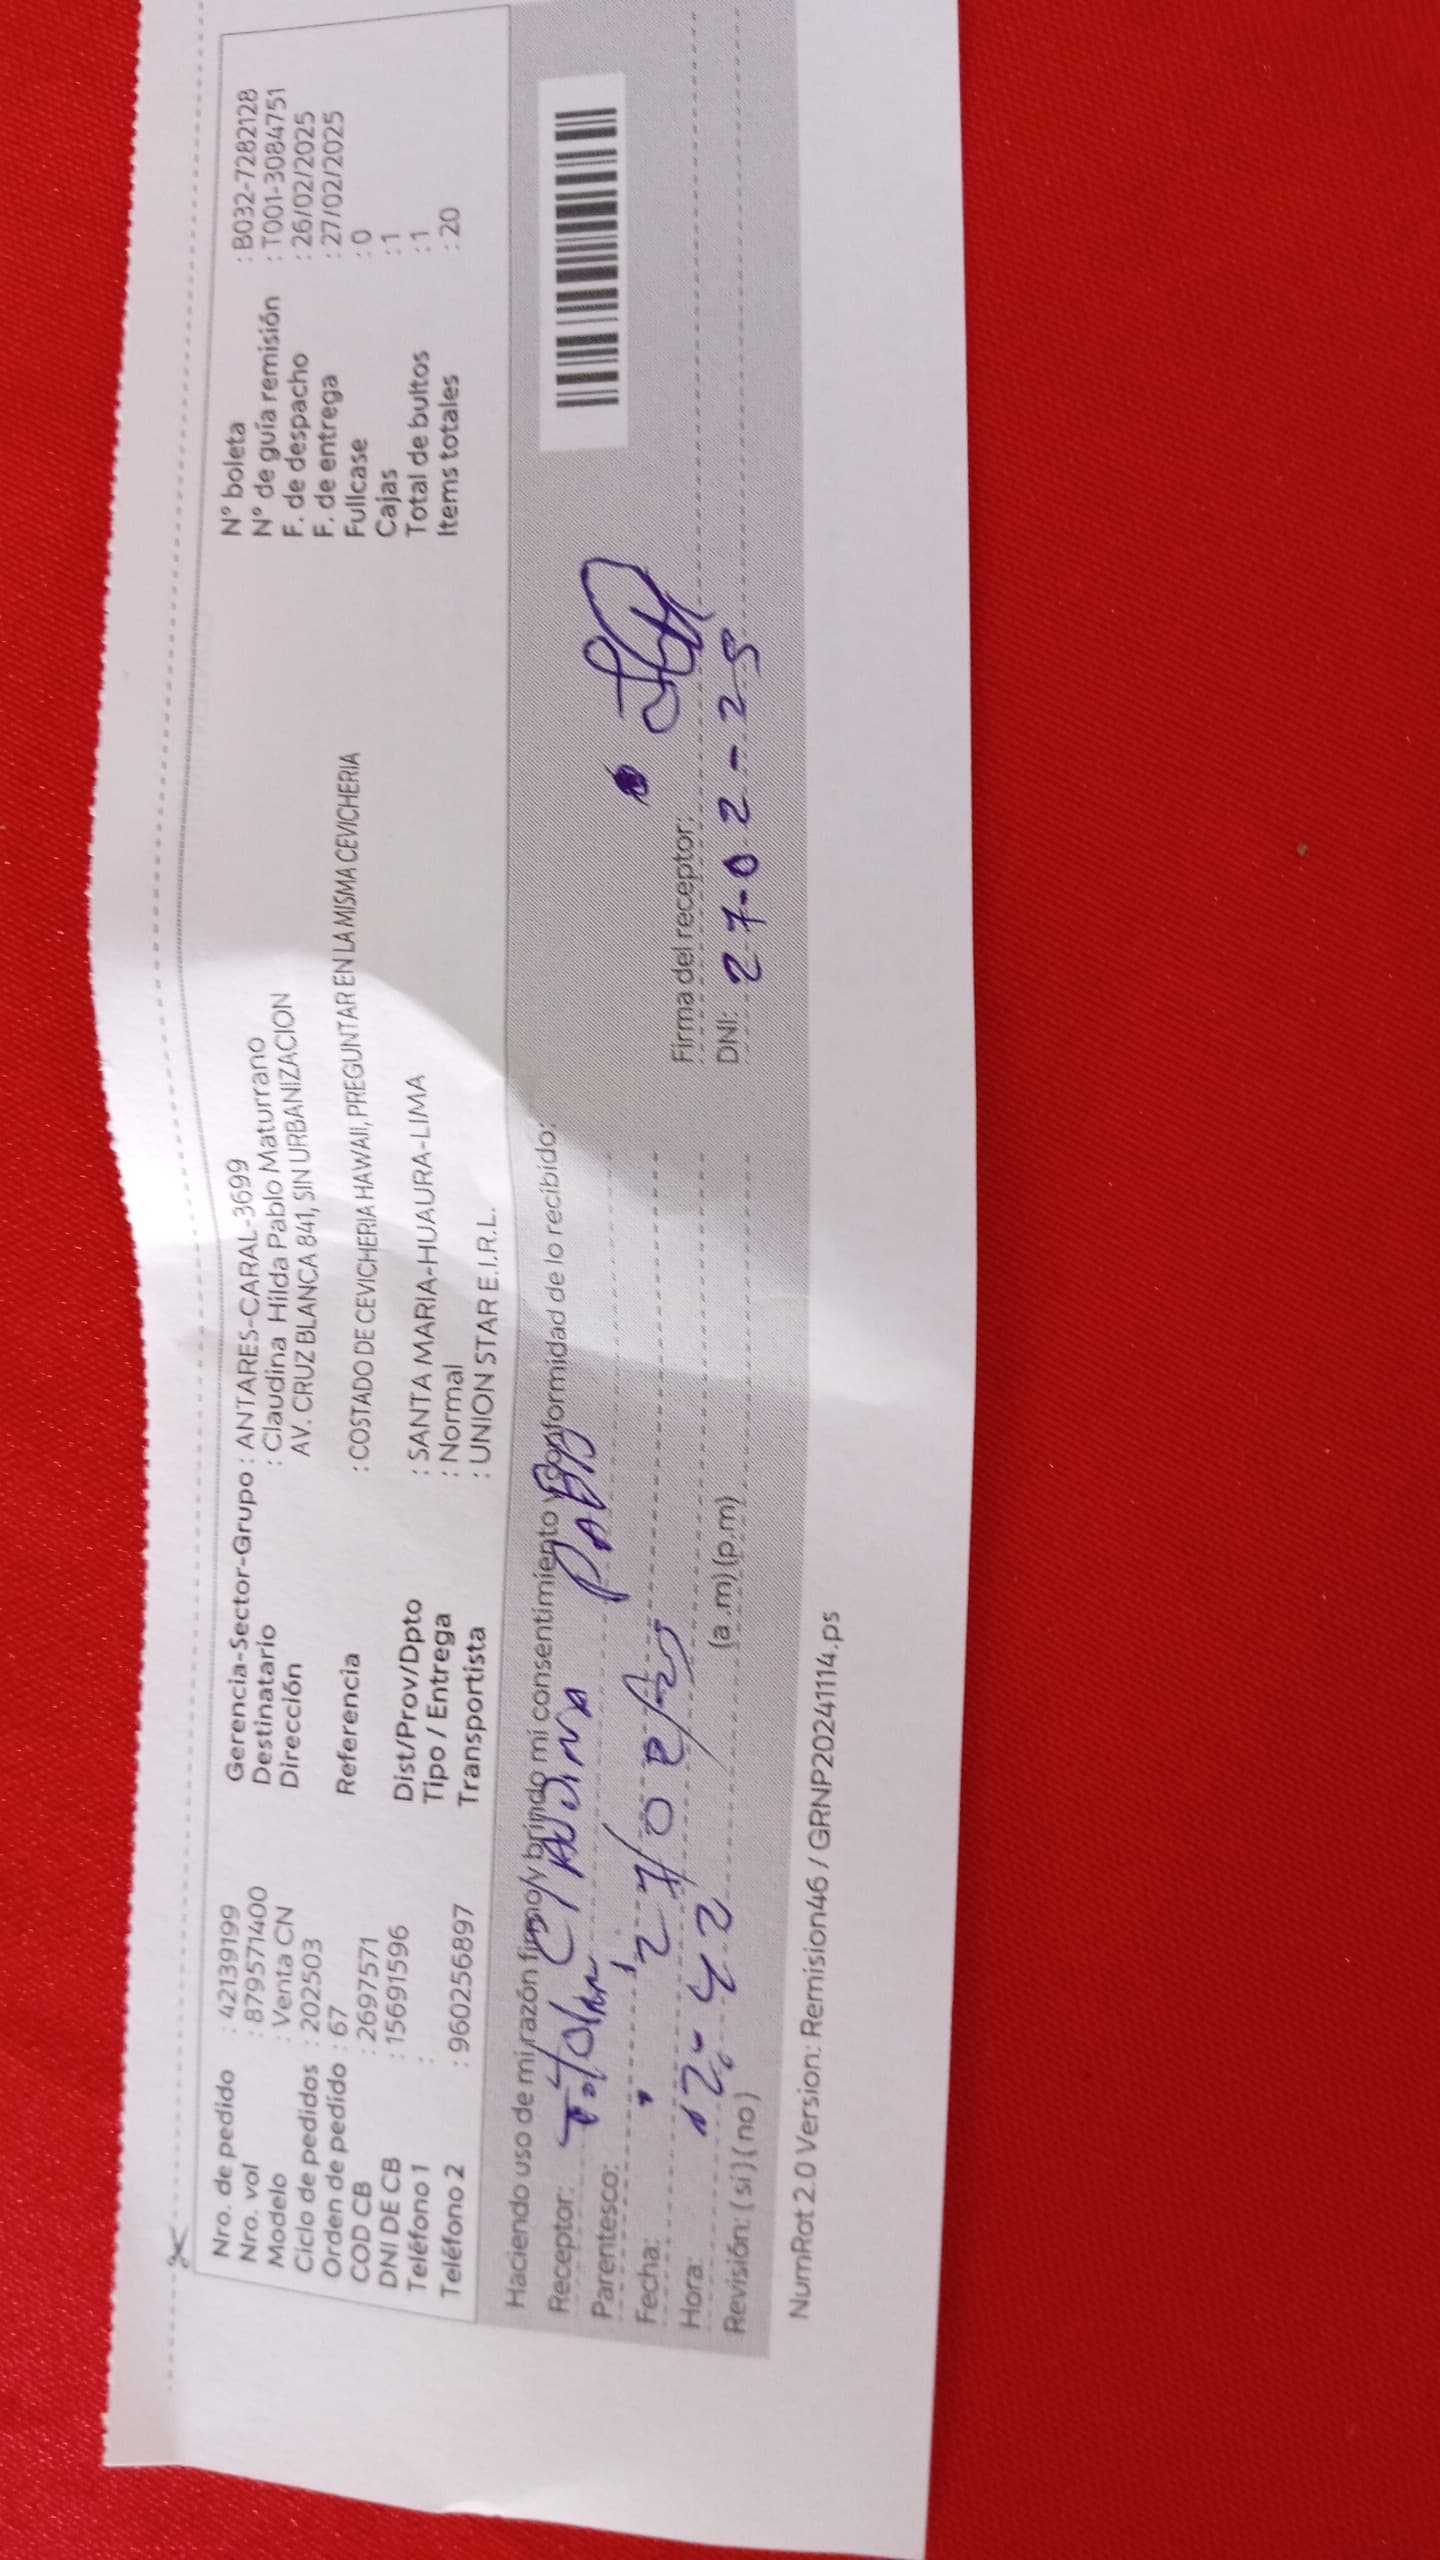 Nro. de pedido : 42139199
Nro. vol : 879571400
Modelo : Venta CN
Ciclo de pedidos : 202503
Orden de pedido : 67
COD CB : 2697571
DNI DE CB : 15691596
Teléfono 1 :
Teléfono 2 : 960256897
Gerencia-Sector-Grupo : ANTARES-CARAL-3699
Destinatario : Claudina Hilda Pablo Maturrano
Dirección AV. CRUZ BLANCA 841, SIN URBANIZACION
Referencia : COSTADO DE CEVICHERIA HAWAII, PREGUNTAR EN LA MISMA CEVICHERIA
Dist/Prov/Dpto : SANTA MARIA-HUAURA-LIMA
Tipo / Entrega : Normal
Transportista : UNION STAR E.I.R.L.
N° boleta : B032-7282128
N° de guía remisión : T001-3084751
F. de despacho : 26/02/2025
F. de entrega : 27/02/2025
Fullcase : 0
Cajas : 1
Total de bultos : 1
Items totales : 20
Haciendo uso de mi razón firmo/y brindo mi consentimiento y conformidad de lo recibido:
Receptor: Titular Claudina Pablo
Parentesco:
Fecha: 27/02/25
Hora: 12:42 (a.m)(p.m)
Revisión: (si)(no)
Firma del receptor:
DNI: 27-02-25
NumRot 2.0 Version: Remision46 / GRNP20241114.ps